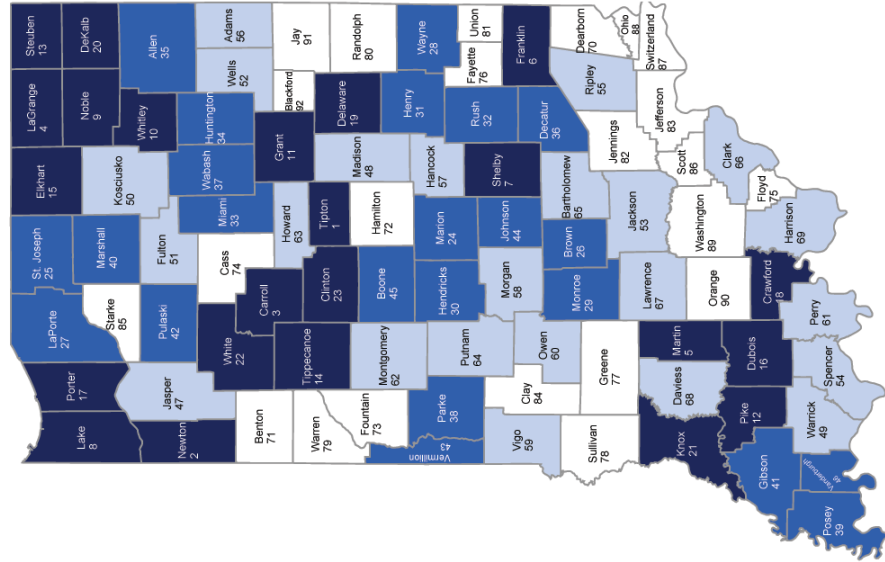 Lake
8
Porter
17
LaPorte
27
St. Joseph
25
Elkhart
15
LaGrange
4
Steuben
13
Starke
85
Marshall
40
Kosciusko
50
Noble
9
DeKalb
20
Newton
2
Jasper
47
Pulaski
42
Fulton
51
Whitley
10
Allen
35
White
22
Cass
74
Miami
33
Wabash
37
Huntington
34
Wells
52
Adams
56
Benton
71
Carroll
3
Howard
63
Grant
11
Blackford
92
Jay
91
Warren
79
Tippecanoe
14
Clinton
23
Tipton
1
Madison
48
Delaware
19
Randolph
80
Fountain
73
Montgomery
62
Boone
45
Hamilton
72
Henry
31
Wayne
28
Vermillion
43
Parke
38
Putnam
64
Hendricks
30
Marion
24
Hancock
57
Rush
32
Fayette
76
Union
81
Vigo
59
Clay
84
Owen
60
Morgan
58
Johnson
44
Shelby
7
Decatur
36
Franklin
6
Sullivan
78
Greene
77
Monroe
29
Brown
26
Bartholomew
65
Jennings
82
Ripley
55
Dearborn
70
Ohio
88
Switzerland
87
Knox
21
Daviess
68
Martin
5
Lawrence
67
Jackson
53
Jefferson
83
Scott
86
Gibson
41
Pike
12
Dubois
16
Orange
90
Washington
89
Clark
66
Crawford
18
Harrison
69
Floyd
75
Posey
39
Vanderburgh
46
Warrick
49
Spencer
54
Perry
61